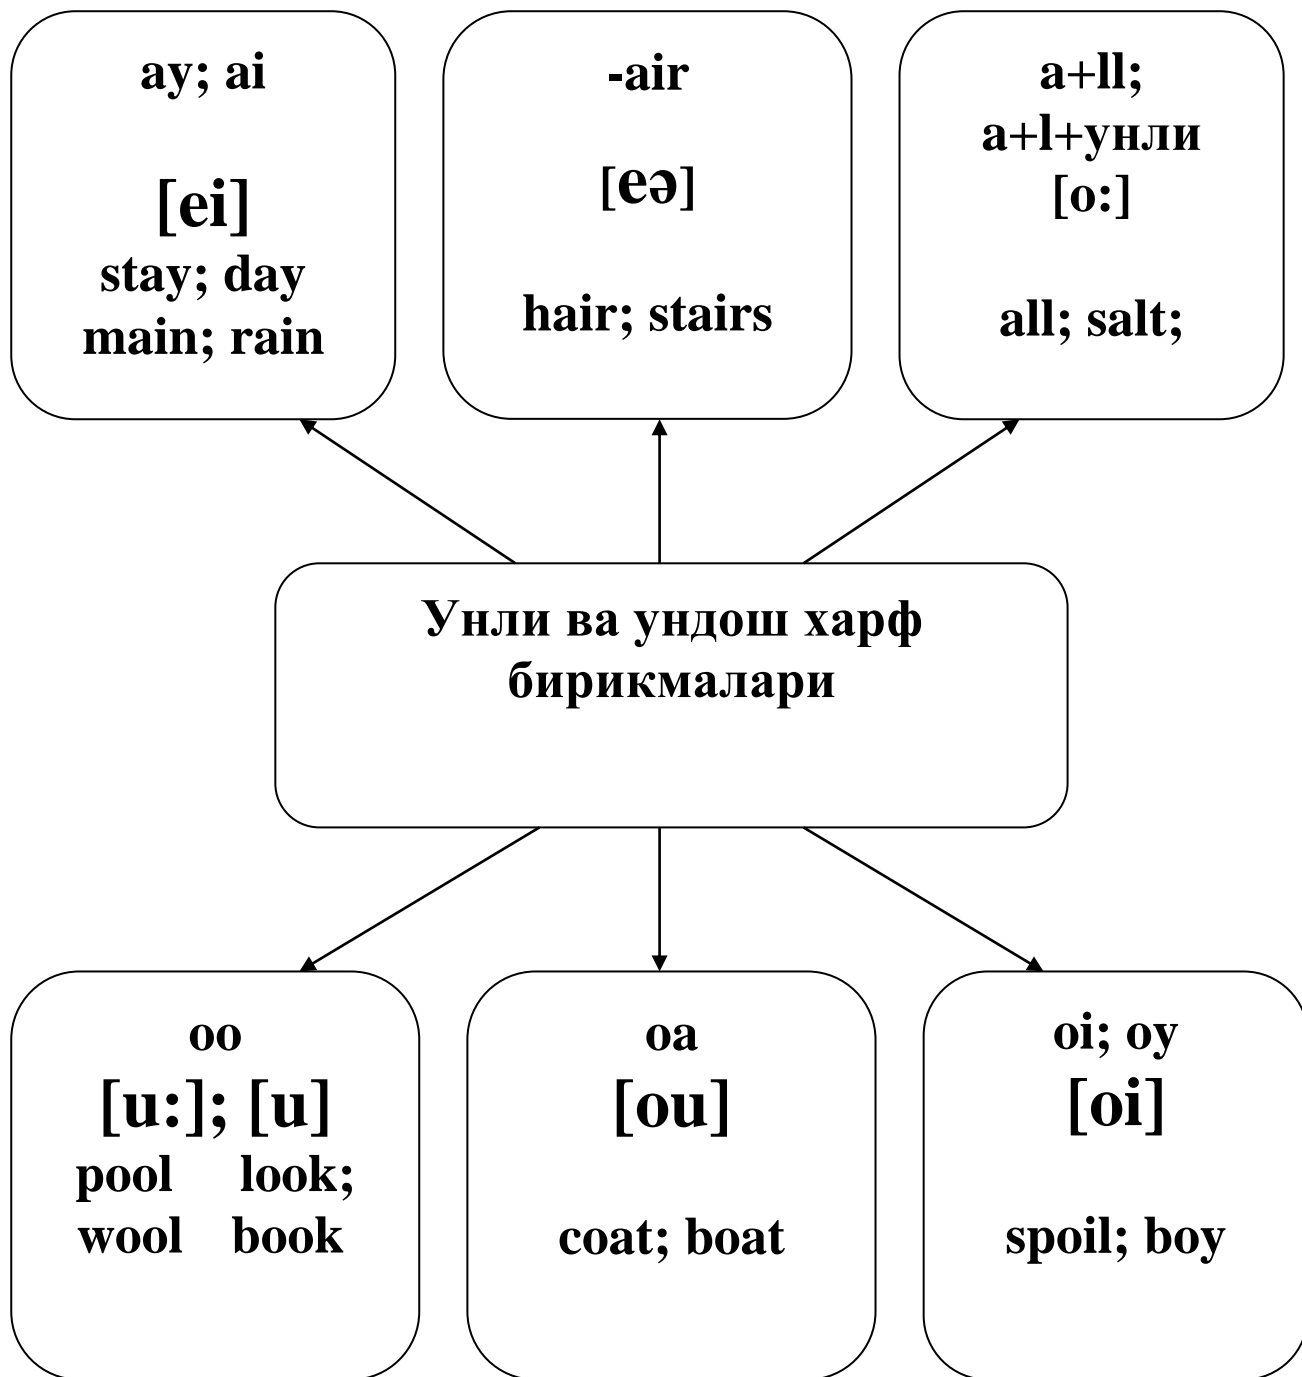 ay; ai
[ei]
stay; day
main; rain
-air
[eə]
hair; stairs
a+ll;
a+l+унли
[o:]
all; salt;
Унли ва ундош харф
бирикмалари
oo
[u:]; [u]
pool look;
wool book
oa
[ou]
coat; boat
oi; oy
[oi]
spoil; boy